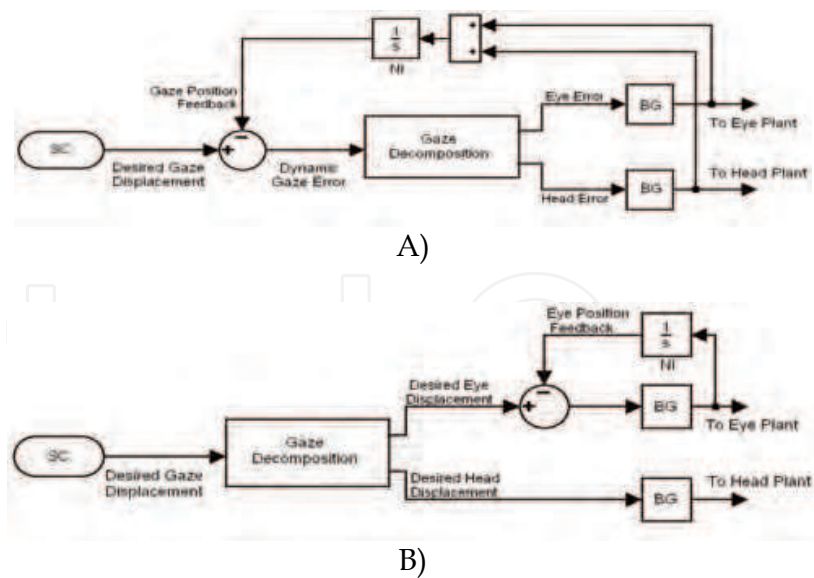 1
s
NI
+
+
Gaze Position
Feedback
Eye Error
BG
To Eye Plant
SC
+
−
Gaze
Decomposition
Desired Gaze
Displacement
Dynamic
Gaze Error
To Head Plant
Head Error
BG
A)
Eye Position
Feedback
1
s
NI
Desired Eye
Displacement
+
−
BG
To Eye Plant
Gaze
Decomposition
SC
Desired Gaze
Displacement
Desired Head
Displacement
To Head Plant
BG
B)